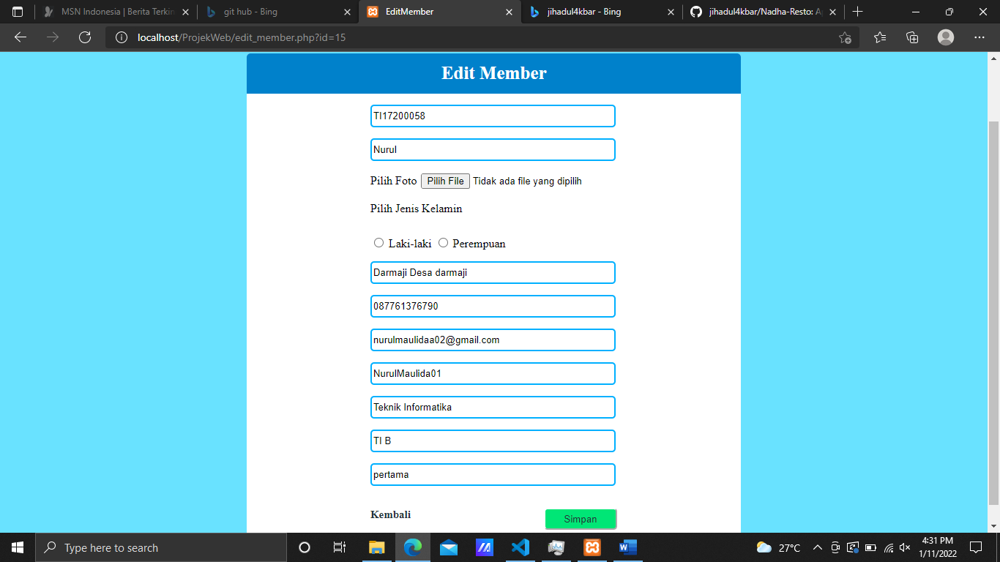 MSN Indonesia | Berita Terkin
git hub - Bing
EditMember
jihadul4kbar - Bing
jihadul4kbar/Nadha-Resto: A
localhost/ProjekWeb/edit_member.php?id=15
Edit Member
TI17200058
Nurul
Pilih Foto Pilih File Tidak ada file yang dipilih
Pilih Jenis Kelamin
Laki-laki Perempuan
Darmaji Desa darmaji
087761376790
nurulmaulidaa02@gmail.com
NurulMaulida01
Teknik Informatika
TI B
pertama
Kembali Simpan
Type here to search
27°C
4:31 PM
1/11/2022